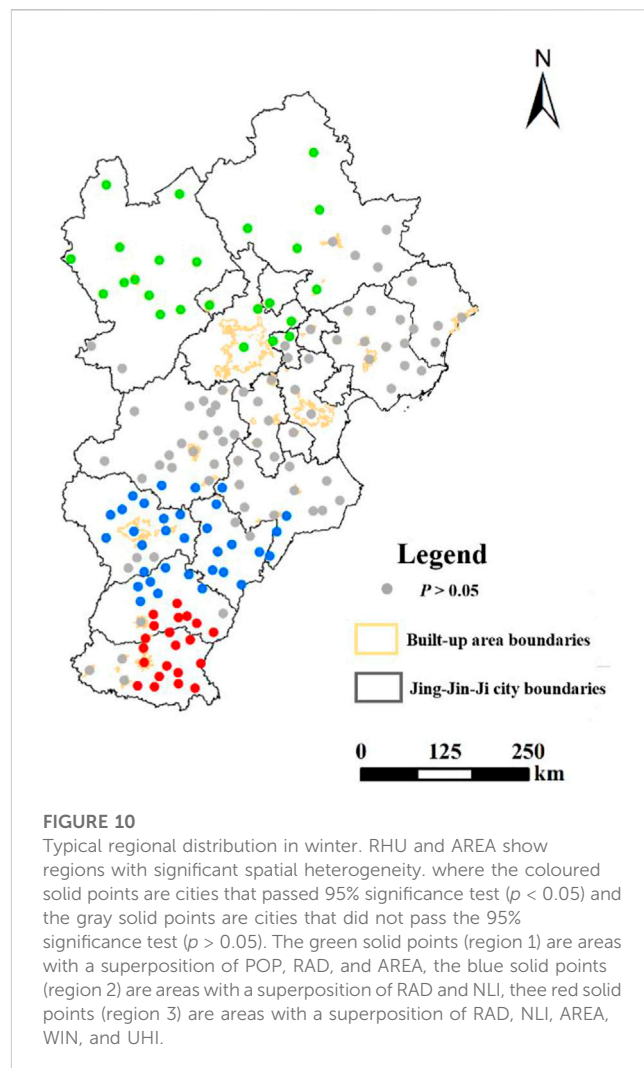 N
Legend
P > 0.05
Built-up area boundaries
Jing-Jin-Ji city boundaries
0 125 250
km
FIGURE 10
Typical regional distribution in winter. RHU and AREA show
regions with significant spatial heterogeneity. where the coloured
solid points are cities that passed 95% significance test (p < 0.05) and
the gray solid points are cities that did not pass the 95%
significance test (p > 0.05). The green solid points (region 1) are areas
with a superposition of POP, RAD, and AREA, the blue solid points
(region 2) are areas with a superposition of RAD and NLI, thee red solid
points (region 3) are areas with a superposition of RAD, NLI, AREA,
WIN, and UHI.